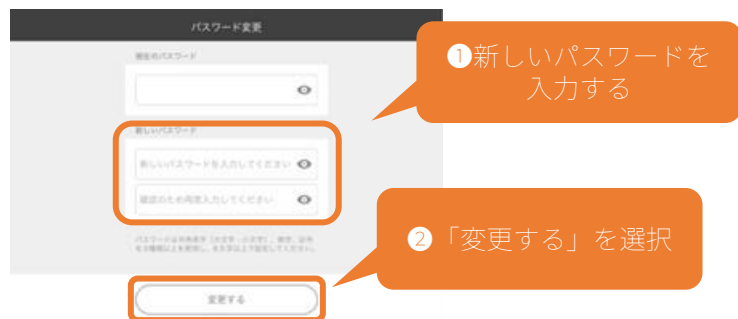 パスワード変更
現在のパスワード
❶新しいパスワードを
入力する
新しいパスワード
新しいパスワードを入力してください
確認のため再度入力してください
❷「変更する」を選択
変更する